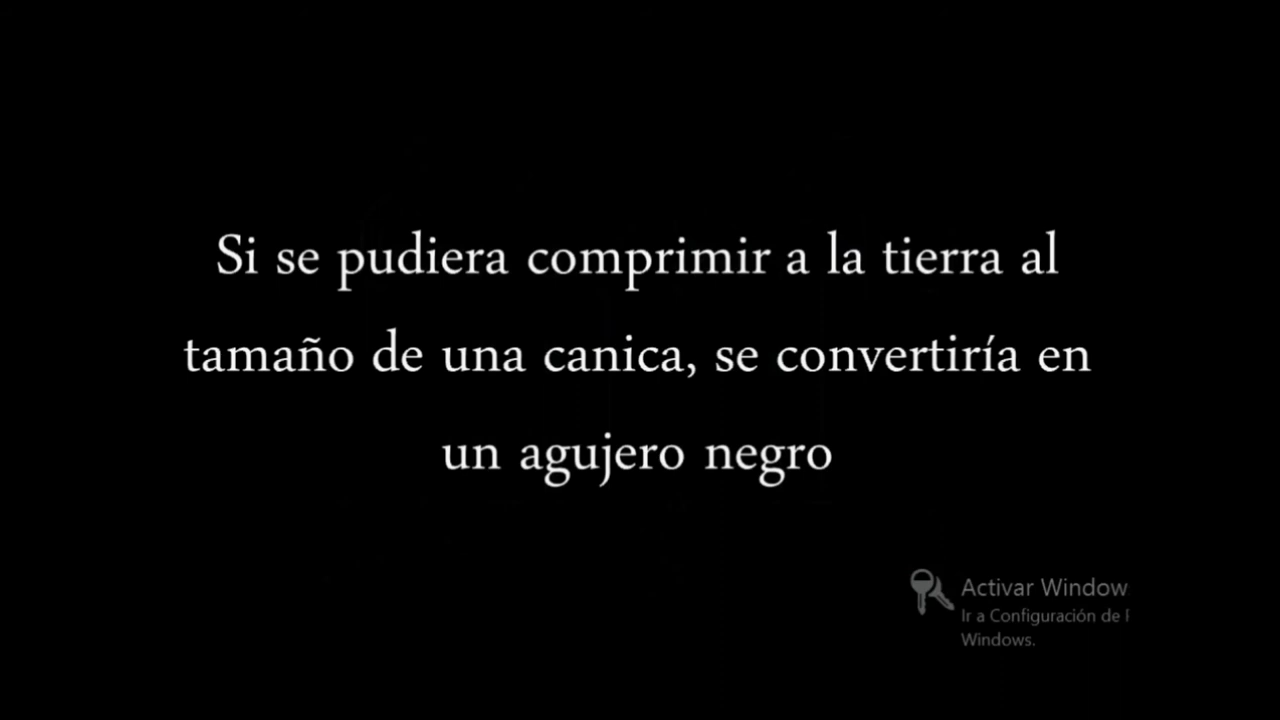 Si se pudiera comprimir a la tierra al
tamaño de una canica, se convertiría en
un agujero negro
Activar Window
Ir a Configuración de
Windows.